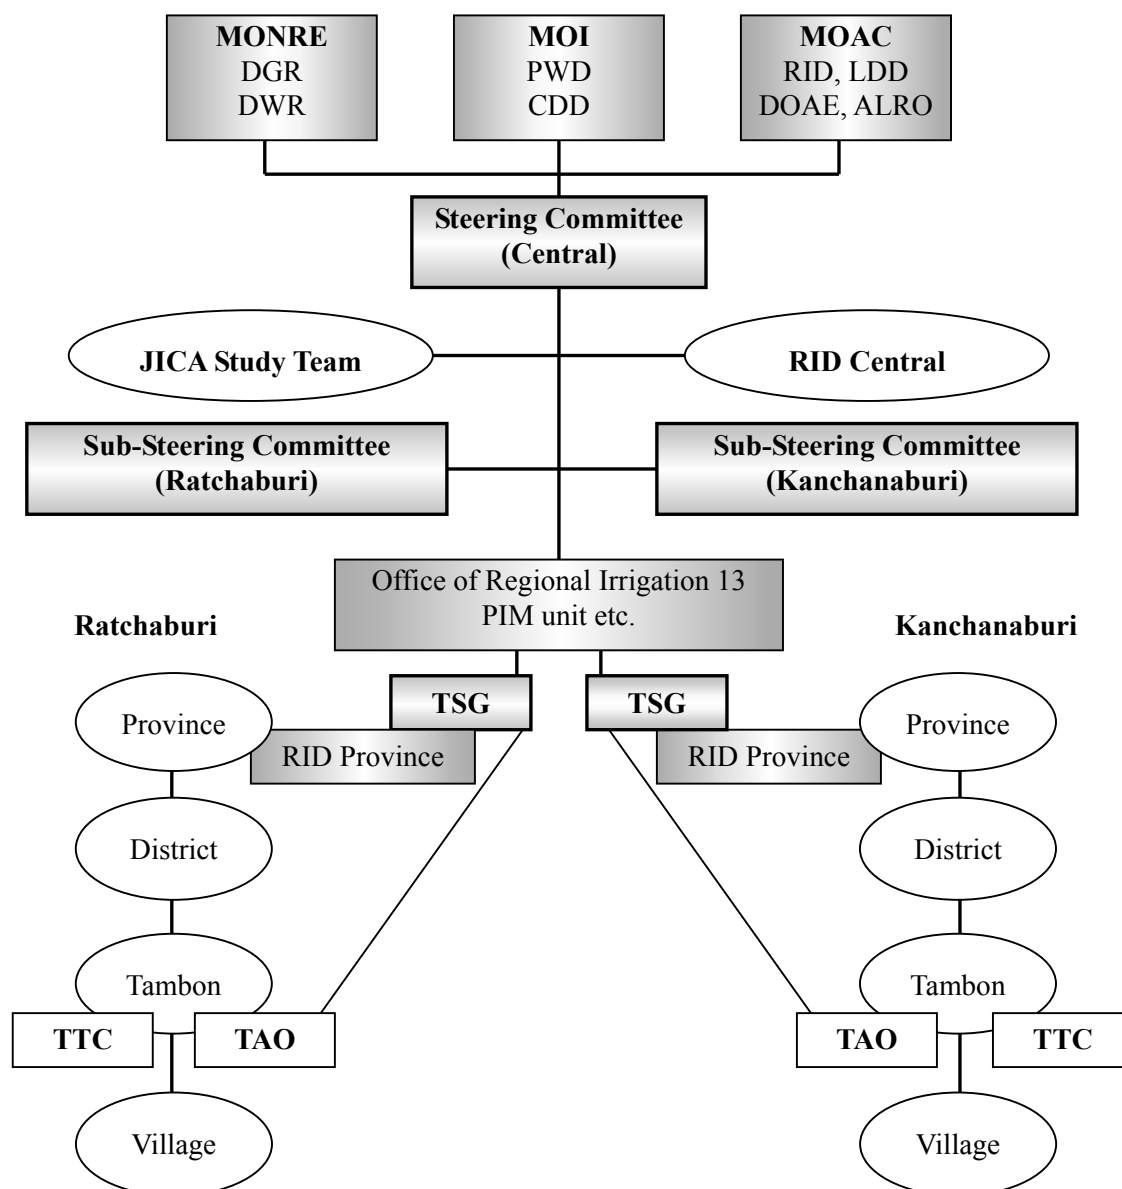 MONRE
DGR
DWR
MOI
PWD
CDD
MOAC
RID, LDD
DOAE, ALRO
Steering Committee
(Central)
JICA Study Team
RID Central
Sub-Steering Committee
(Ratchaburi)
Sub-Steering Committee
(Kanchanaburi)
Office of Regional Irrigation 13
PIM unit etc.
Ratchaburi
Kanchanaburi
TSG
TSG
Province
RID Province
RID Province
Province
District
District
Tambon
Tambon
TTC
TAO
TAO
TTC
Village
Village